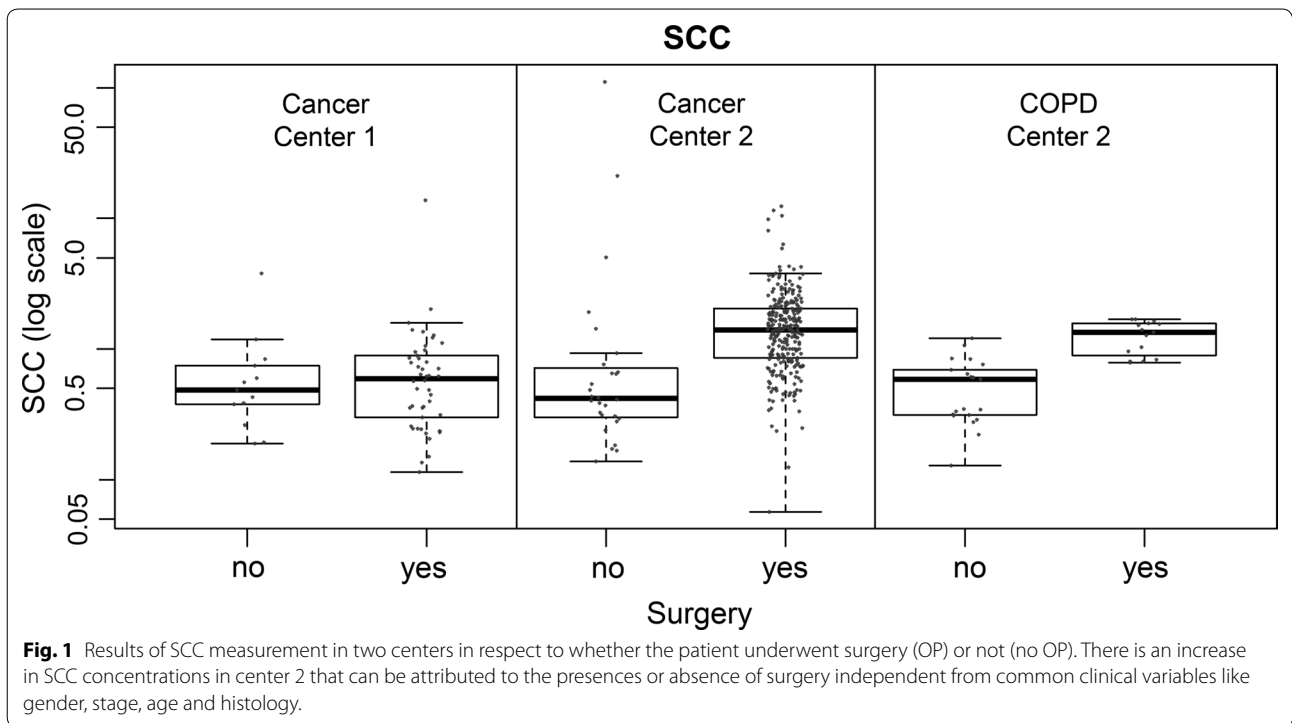 SCC
Cancer
Center 1
Cancer
Center 2
COPD
Center 2
SCC (log scale)
50.0
5.0
0.5
0.05
no
yes
no
yes
no
yes
Surgery
Fig. 1 Results of SCC measurement in two centers in respect to whether the patient underwent surgery (OP) or not (no OP). There is an increase
in SCC concentrations in center 2 that can be attributed to the presences or absence of surgery independent from common clinical variables like
gender, stage, age and histology.